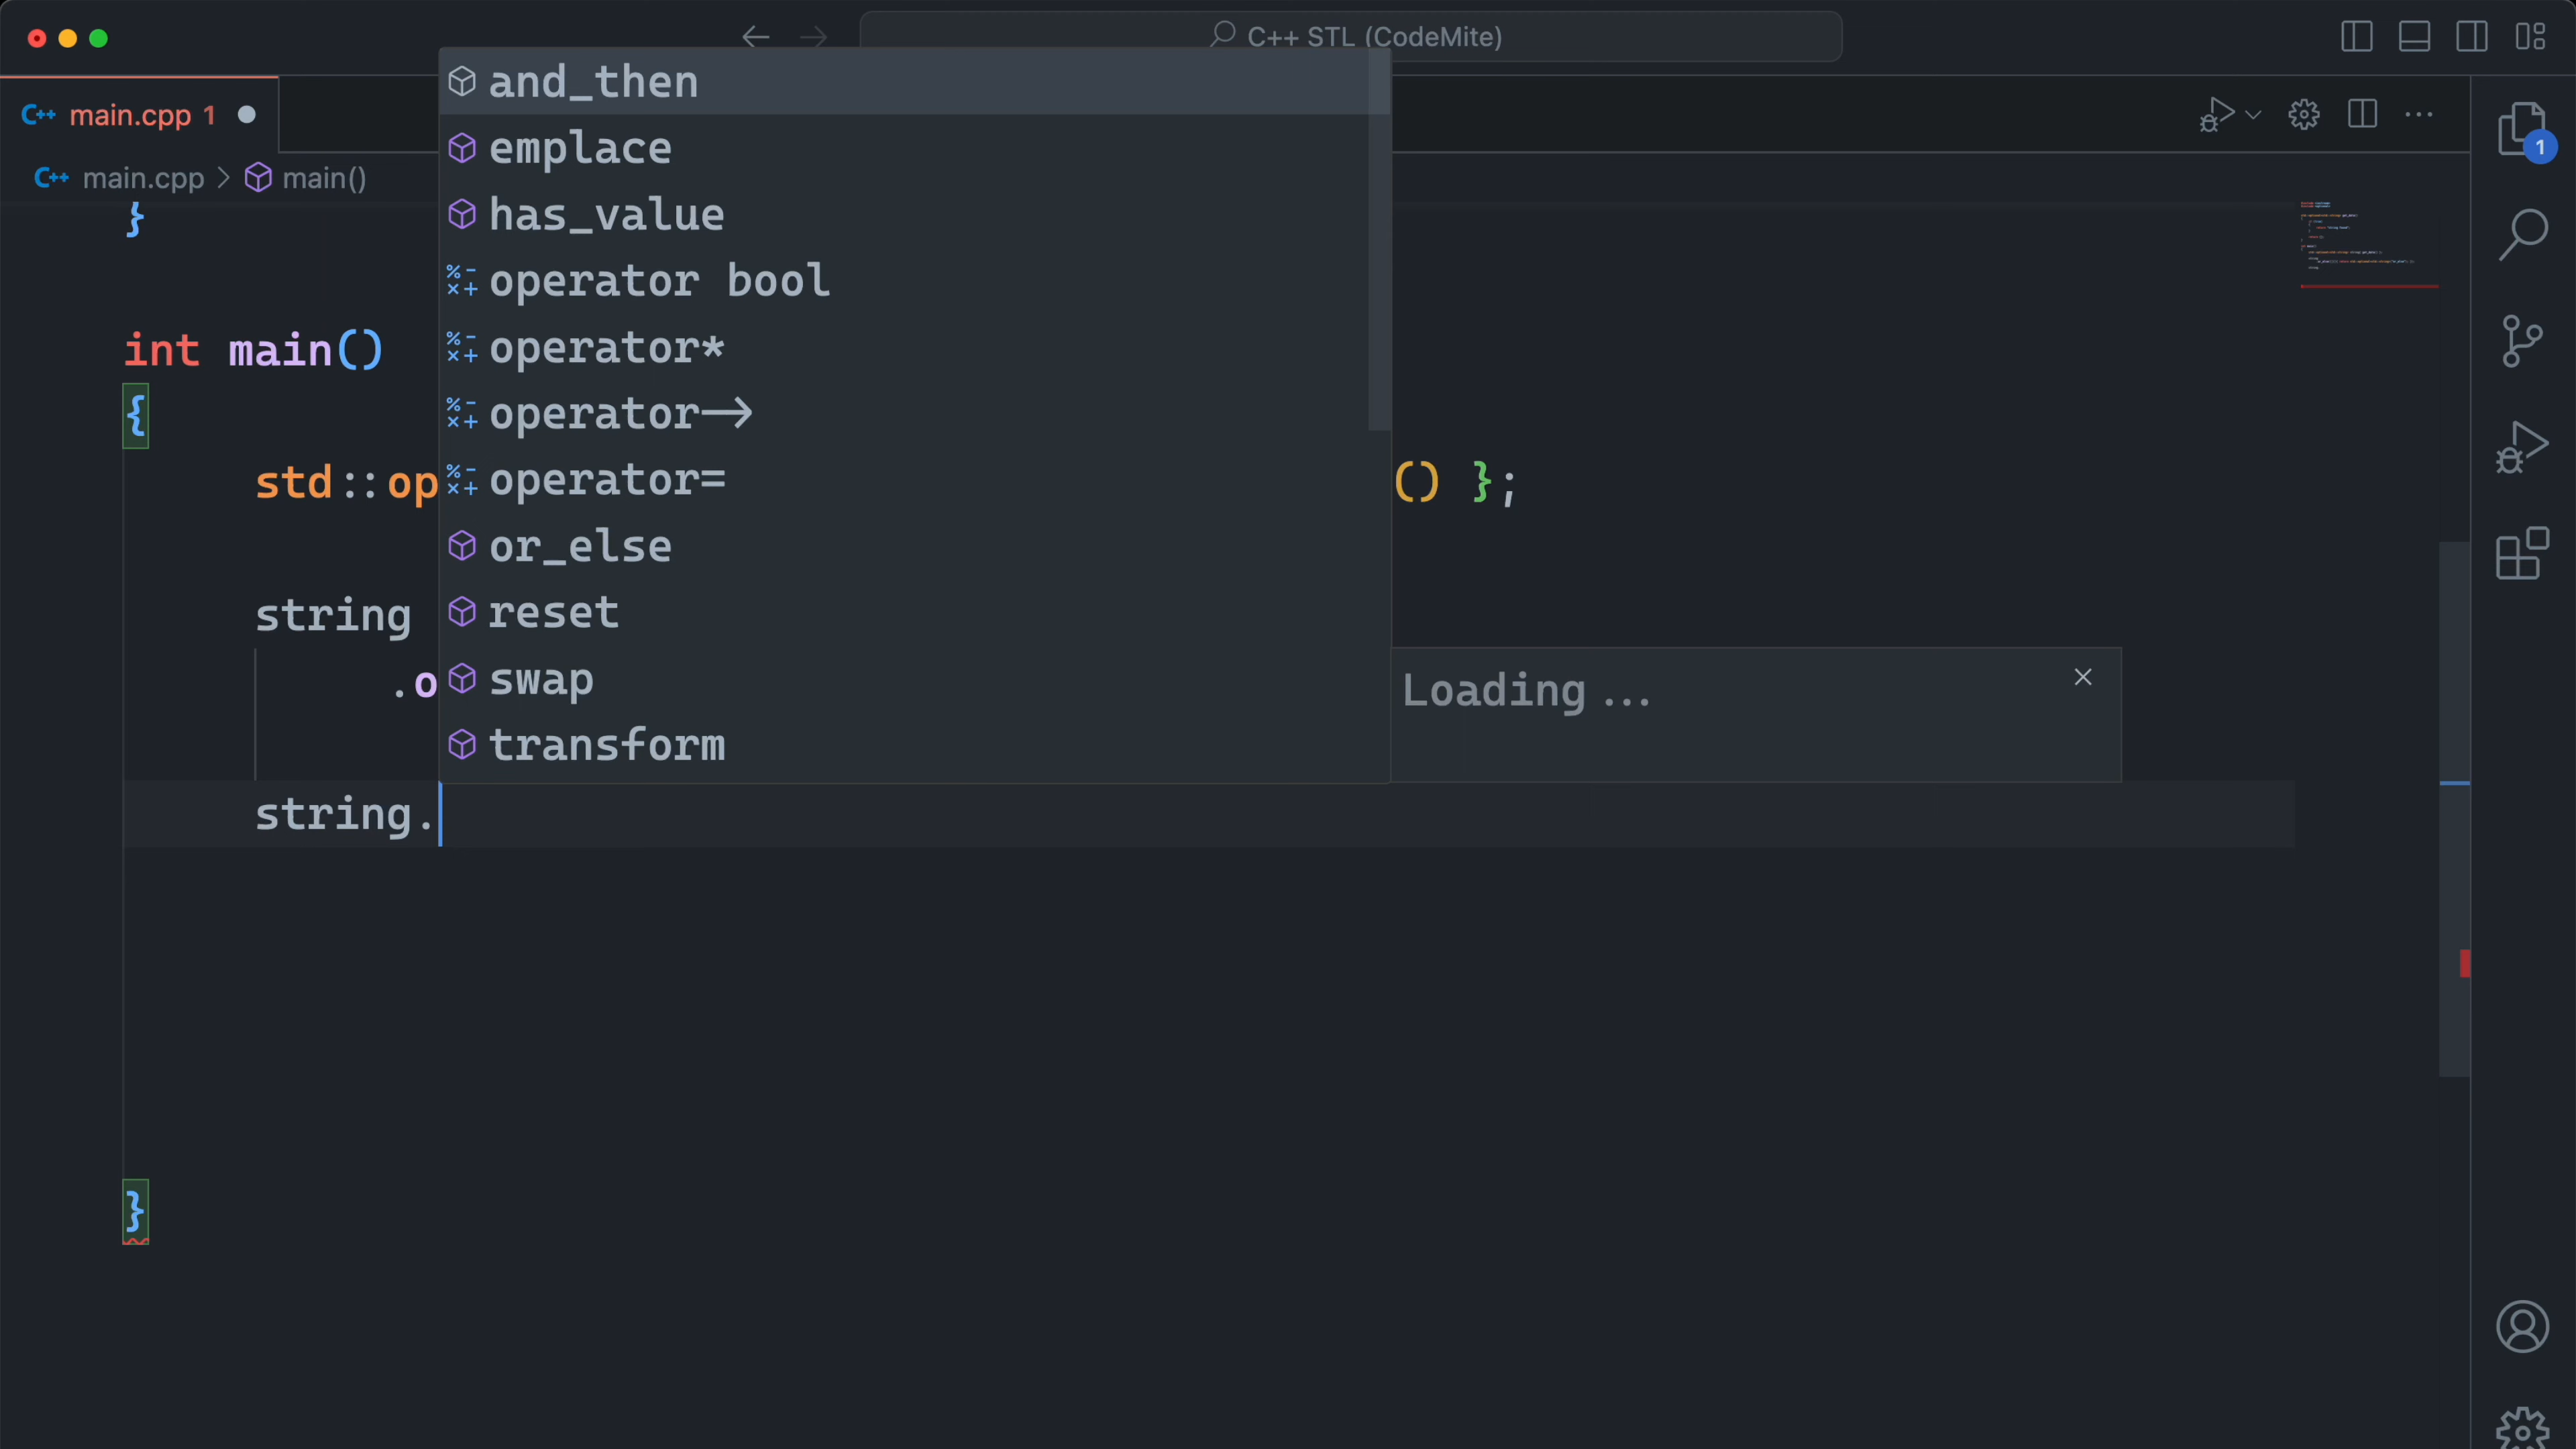 C++ STL (CodeMite)
C++ main.cpp 1
C++ main.cpp > main()
}
int main()
{
std::op
() };
string
.o
string.
}
and_then
emplace
has_value
operator bool
operator*
operator->
operator=
or_else
reset
swap
transform
Loading...
1